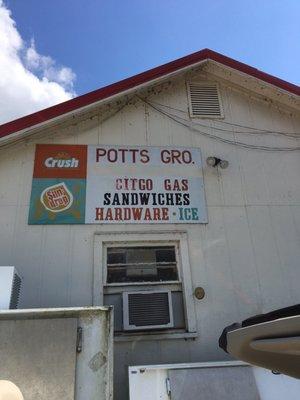 Crush
Sun
drop
POTTS GRO.
CITGO GAS
SANDWICHES
HARDWARE • ICE